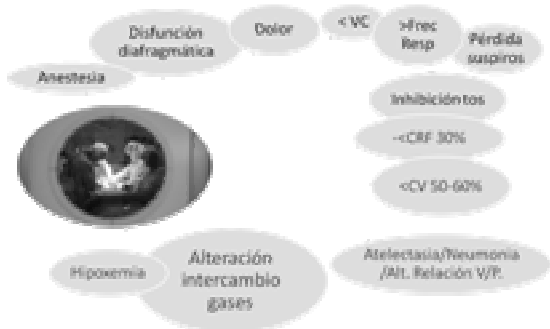 Disfunción
diafragmática
Dolor
< VC
>Frec
Resp
Pérdida
suspiros
Anestesia
Inhibición tos
-<CRF 30%
<CV 50-60%
Hipoxemia
Alteración
intercambio
gases
Atelectasia/Neumonia
/Alt. Relación V/P.